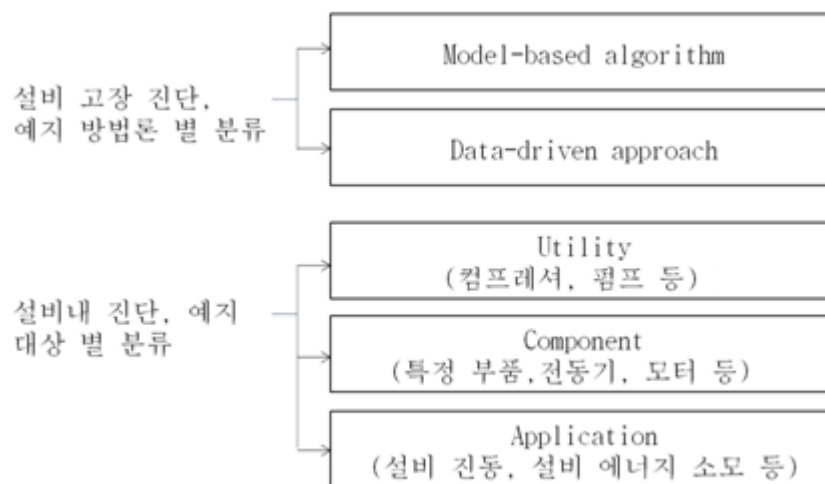 설비 고장 진단,
예지 방법론 별 분류
Model-based algorithm
Data-driven approach
설비내 진단, 예지
대상 별 분류
Utility
(컴프레셔, 펌프 등)
Component
(특정 부품,전동기, 모터 등)
Application
(설비 진동, 설비 에너지 소모 등)